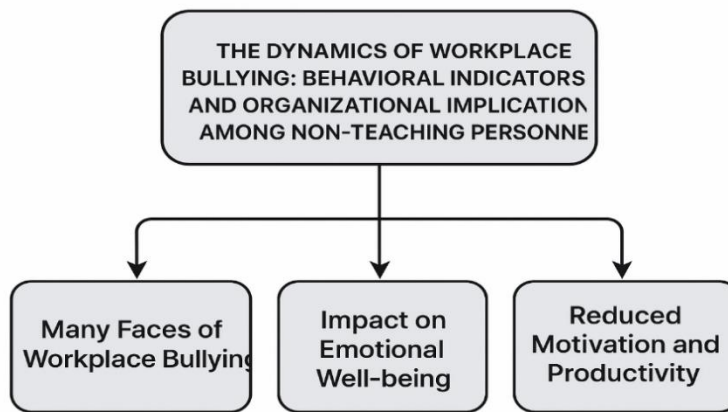 THE DYNAMICS OF WORKPLACE
BULLYING: BEHAVIORAL INDICATORS
AND ORGANIZATIONAL IMPLICATION
AMONG NON-TEACHING PERSONNE
Many Faces of
Workplace Bullying
Impact on
Emotional
Well-being
Reduced
Motivation and
Productivity